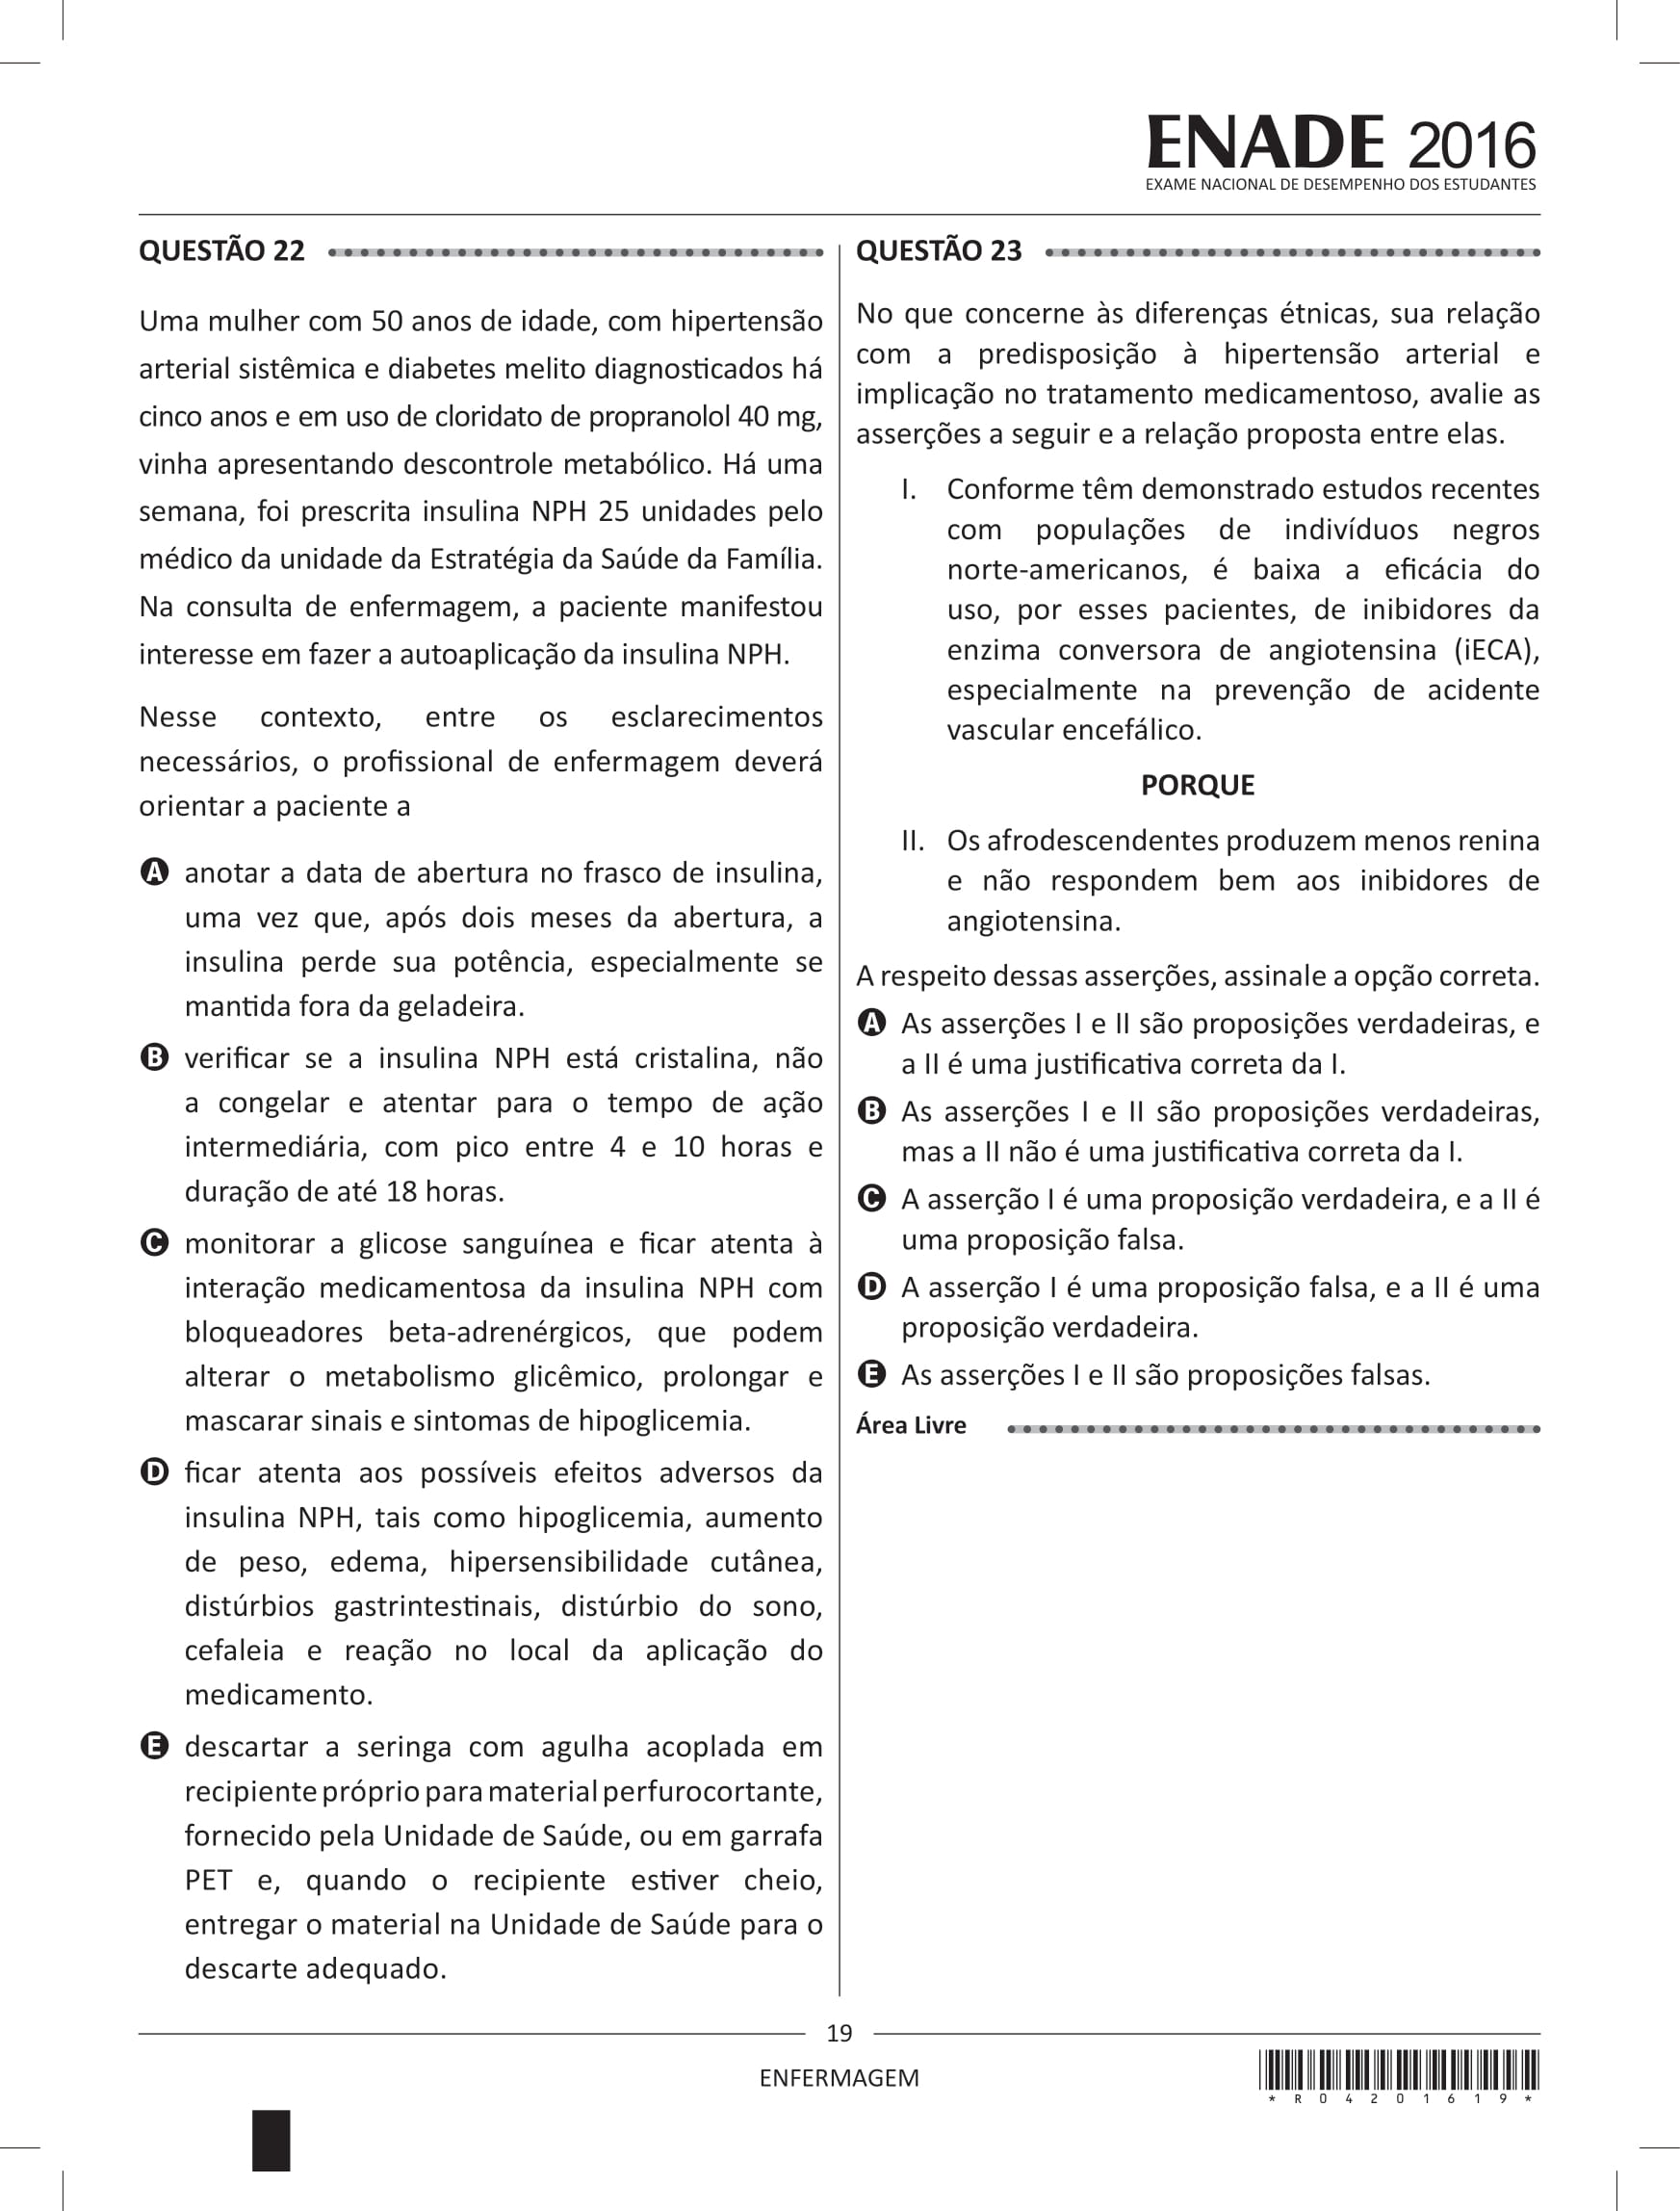 ENADE 2016
EXAME NACIONAL DE DESEMPENHO DOS ESTUDANTES
QUESTÃO 22
Uma mulher com 50 anos de idade, com hipertensão
arterial sistêmica e diabetes melito diagnosticados há
cinco anos e em uso de cloridato de propranolol 40 mg,
vinha apresentando descontrole metabólico. Há uma
semana, foi prescrita insulina NPH 25 unidades pelo
médico da unidade da Estratégia da Saúde da Família.
Na consulta de enfermagem, a paciente manifestou
interesse em fazer a autoaplicação da insulina NPH.
Nesse contexto, entre os esclarecimentos
necessários, o profissional de enfermagem deverá
orientar a paciente a
A anotar a data de abertura no frasco de insulina,
uma vez que, após dois meses da abertura, a
insulina perde sua potência, especialmente se
mantida fora da geladeira.
B verificar se a insulina NPH está cristalina, não
a congelar e atentar para o tempo de ação
intermediária, com pico entre 4 e 10 horas e
duração de até 18 horas.
C monitorar a glicose sanguínea e ficar atenta à
interação medicamentosa da insulina NPH com
bloqueadores beta-adrenérgicos, que podem
alterar o metabolismo glicêmico, prolongar e
mascarar sinais e sintomas de hipoglicemia.
D ficar atenta aos possíveis efeitos adversos da
insulina NPH, tais como hipoglicemia, aumento
de peso, edema, hipersensibilidade cutânea,
distúrbios gastrintestinais, distúrbio do sono,
cefaleia e reação no local da aplicação do
medicamento.
E descartar a seringa com agulha acoplada em
recipiente próprio para material perfurocortante,
fornecido pela Unidade de Saúde, ou em garrafa
PET e, quando o recipiente estiver cheio,
entregar o material na Unidade de Saúde para o
descarte adequado.
QUESTÃO 23
No que concerne às diferenças étnicas, sua relação
com a predisposição à hipertensão arterial e
implicação no tratamento medicamentoso, avalie as
asserções a seguir e a relação proposta entre elas.
I. Conforme têm demonstrado estudos recentes
com populações de indivíduos negros
norte-americanos, é baixa a eficácia do
uso, por esses pacientes, de inibidores da
enzima conversora de angiotensina (iECA),
especialmente na prevenção de acidente
vascular encefálico.
PORQUE
II. Os afrodescendentes produzem menos renina
e não respondem bem aos inibidores de
angiotensina.
A respeito dessas asserções, assinale a opção correta.
A As asserções I e II são proposições verdadeiras, e
a II é uma justificativa correta da I.
B As asserções I e II são proposições verdadeiras,
mas a II não é uma justificativa correta da I.
C A asserção I é uma proposição verdadeira, e a II é
uma proposição falsa.
D A asserção I é uma proposição falsa, e a II é uma
proposição verdadeira.
E As asserções I e II são proposições falsas.
Área Livre
19
ENFERMAGEM
*R04201619*